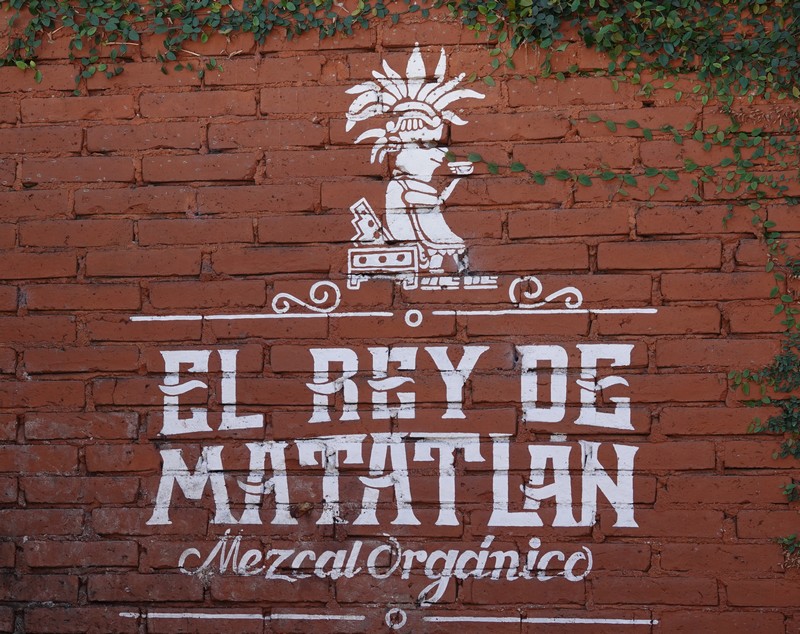 EL REY DE
MATATLÁN
Mezcal Orgánico